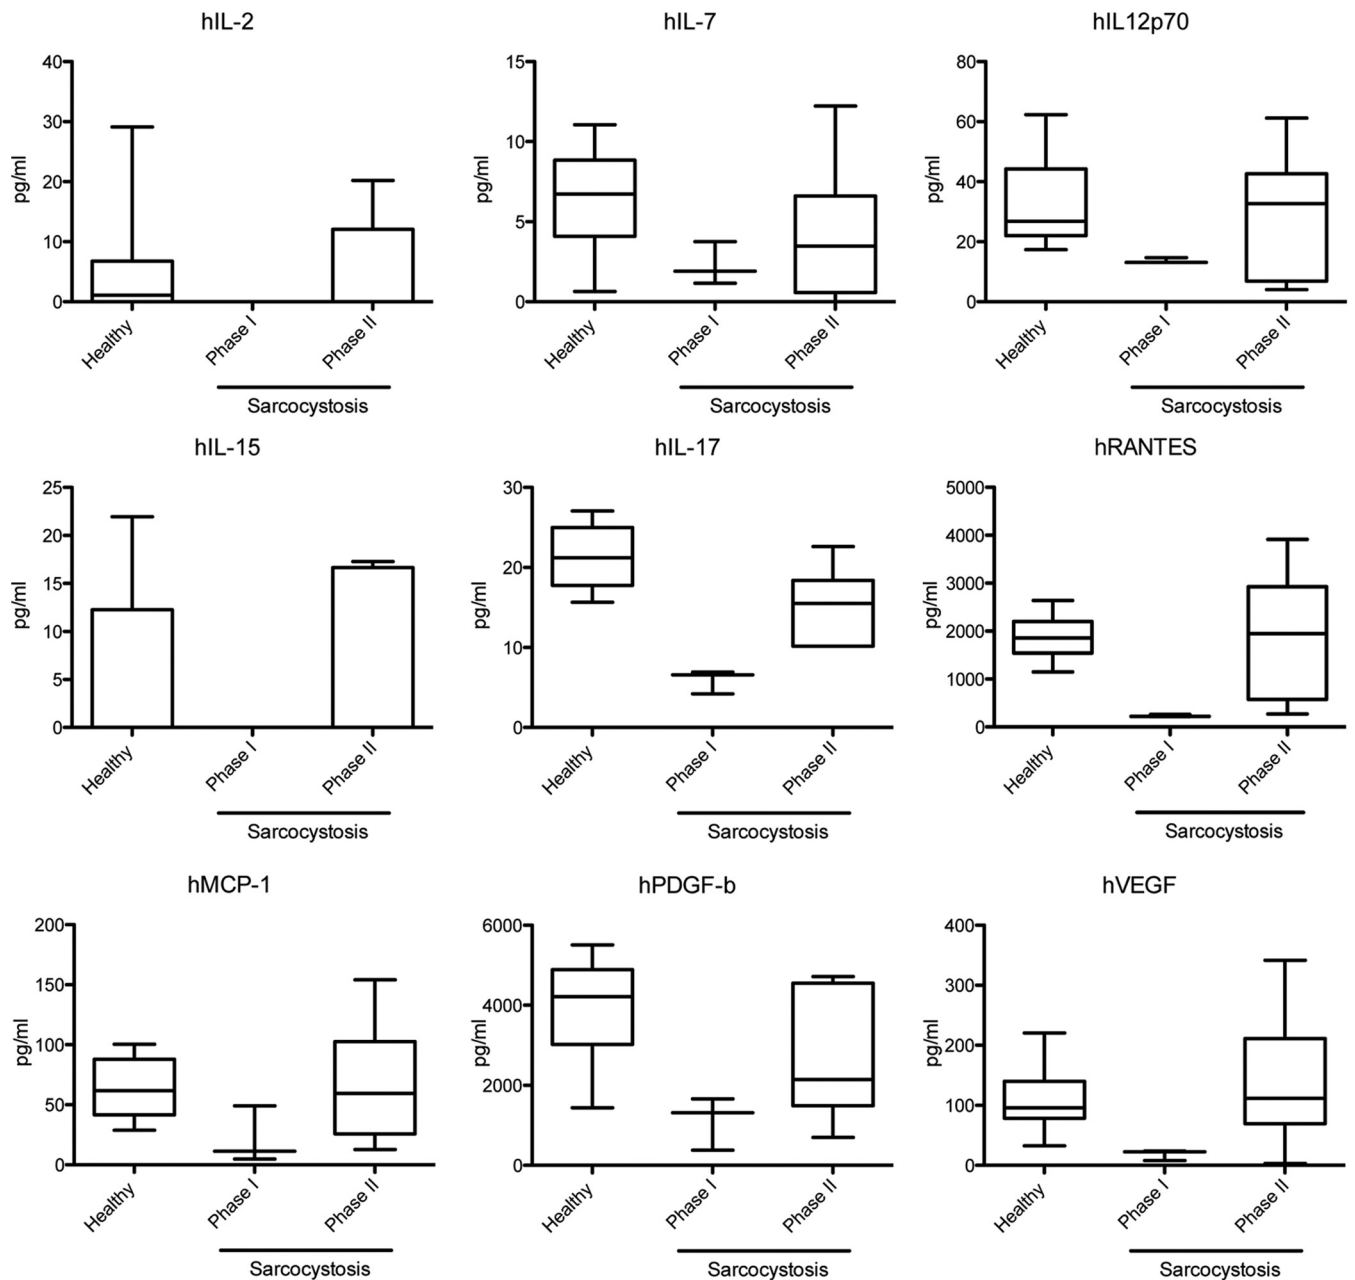 hIL-2
40
30
20
10
0
pg/ml
Healthy
Phase I
Phase II
Sarcocystosis
hIL-7
15
10
5
0
pg/ml
Healthy
Phase I
Phase II
Sarcocystosis
hIL12p70
80
60
40
20
0
pg/ml
Healthy
Phase I
Phase II
Sarcocystosis
hIL-15
25
20
15
10
5
0
pg/ml
Healthy
Phase I
Phase II
Sarcocystosis
hIL-17
30
20
10
0
pg/ml
Healthy
Phase I
Phase II
Sarcocystosis
hRANTES
5000
4000
3000
2000
1000
0
pg/ml
Healthy
Phase I
Phase II
Sarcocystosis
hMCP-1
200
150
100
50
0
pg/ml
Healthy
Phase I
Phase II
Sarcocystosis
hPDGF-b
6000
4000
2000
0
pg/ml
Healthy
Phase I
Phase II
Sarcocystosis
hVEGF
400
300
200
100
0
pg/ml
Healthy
Phase I
Phase II
Sarcocystosis